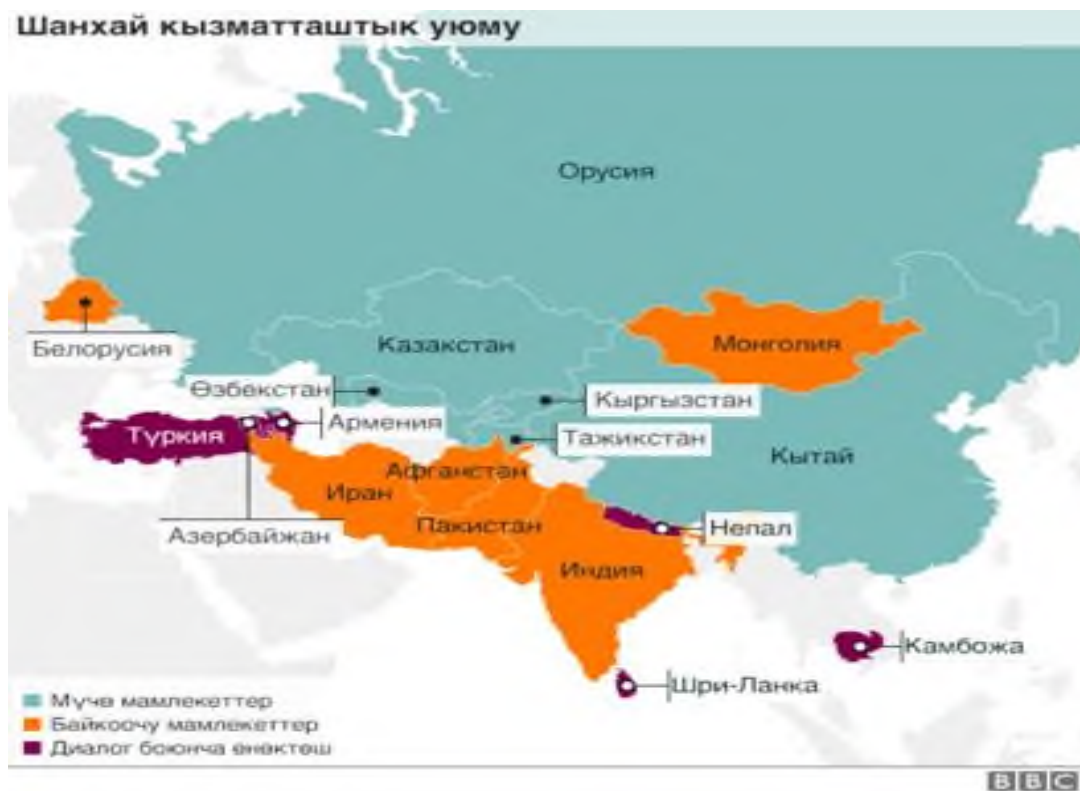 Шанхай кызматташтык уюму
Орусия
Белорусия
Казакстан
Монголия
Өзбекстан
Кыргызстан
Түркия
Армения
Тажикстан
Кытай
Афганстан
Иран
Азербайжан
Пакистан
Непал
Индия
Камбожа
Шри-Ланка
Мүчө мамлекеттер
Байкоочу мамлекеттер
Диалог боюнча өнөктөш
BBC